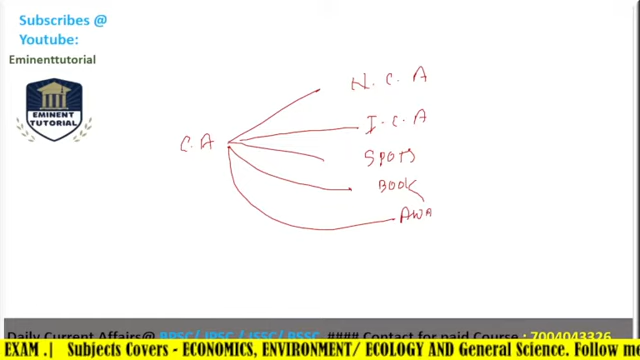 Subscribes @
Youtube:
Eminenttutorial
EMINENT
TUTORIAL
C.A
N.C.A
I.C.A
SPOTS
BOOK
AWA
Daily Current Affairs@ BPSC/ JPSC/ JSSC/ BSSC #### Contact for paid Course : 7004043326
EXAM .| Subjects Covers - ECONOMICS, ENVIRONMENT/ ECOLOGY AND General Science. Follow m